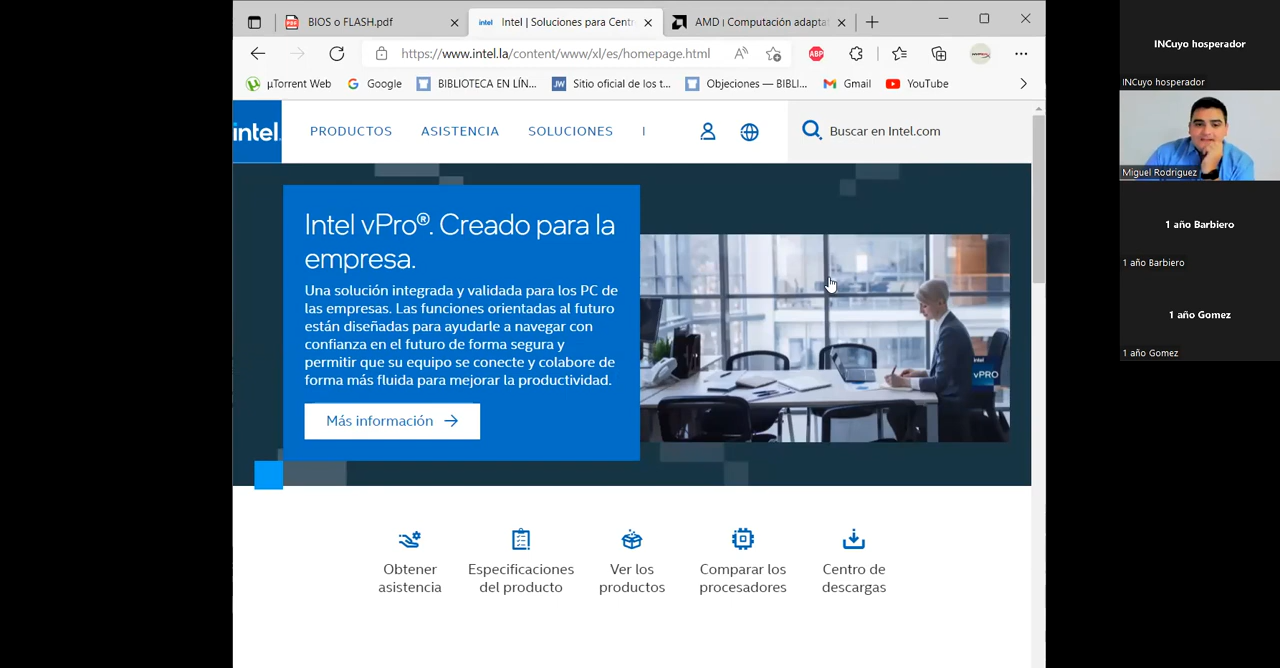 BIOS o FLASH.pdf
Intel | Soluciones para Centr
AMD | Computación adapta
https://www.intel.la/content/www/xl/es/homepage.html
ABP
µTorrent Web
Google
BIBLIOTECA EN LÍN...
JW
Sitio oficial de los t...
Objeciones — BIBLI...
Gmail
YouTube
intel.
PRODUCTOS
ASISTENCIA
SOLUCIONES
Buscar en Intel.com
Intel vPro®. Creado para la
empresa.
Una solución integrada y validada para los PC de
las empresas. Las funciones orientadas al futuro
están diseñadas para ayudarle a navegar con
confianza en el futuro de forma segura y
permitir que su equipo se conecte y colabore de
forma más fluida para mejorar la productividad.
Más información
intel
vPRO
Obtener
asistencia
Especificaciones
del producto
Ver los
productos
Comparar los
procesadores
Centro de
descargas
INCuyo hosperador
INCuyo hosperador
Miguel Rodriguez
1 año Barbiero
1 año Barbiero
1 año Gomez
1 año Gomez